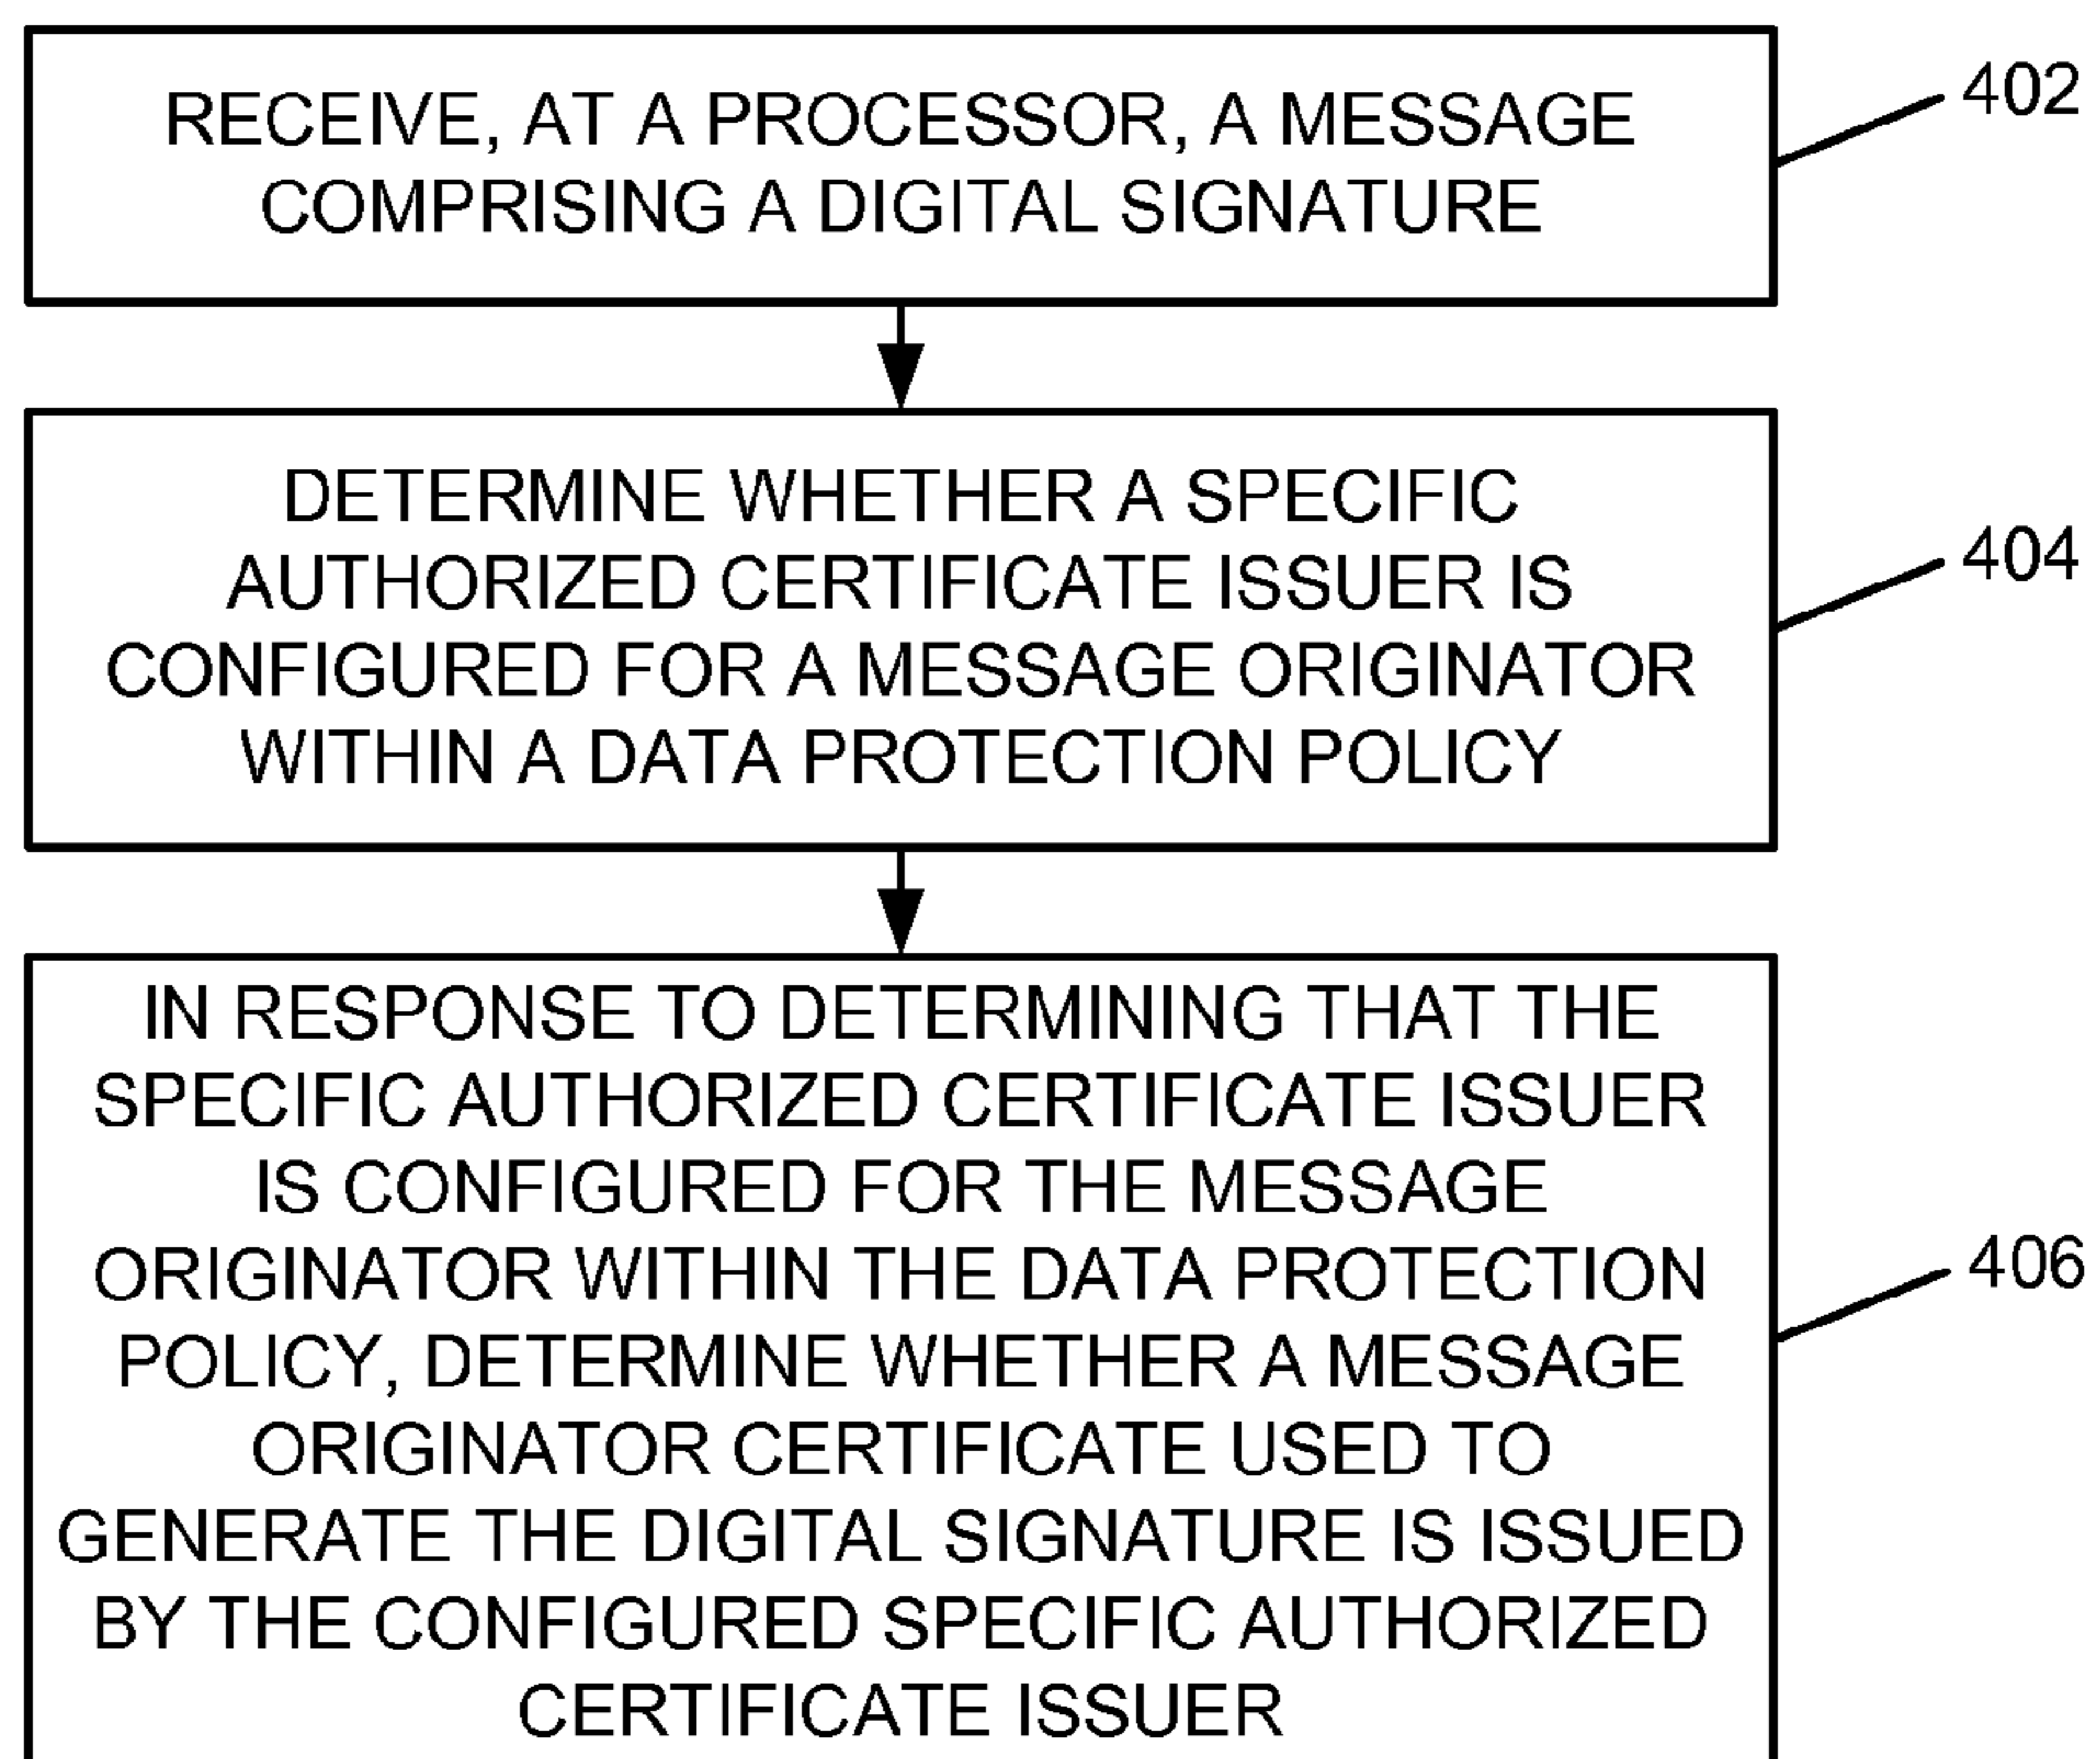 RECEIVE, AT A PROCESSOR, A MESSAGE
COMPRISING A DIGITAL SIGNATURE
402
DETERMINE WHETHER A SPECIFIC
AUTHORIZED CERTIFICATE ISSUER IS
CONFIGURED FOR A MESSAGE ORIGINATOR
WITHIN A DATA PROTECTION POLICY
404
IN RESPONSE TO DETERMINING THAT THE
SPECIFIC AUTHORIZED CERTIFICATE ISSUER
IS CONFIGURED FOR THE MESSAGE
ORIGINATOR WITHIN THE DATA PROTECTION
POLICY, DETERMINE WHETHER A MESSAGE
ORIGINATOR CERTIFICATE USED TO
GENERATE THE DIGITAL SIGNATURE IS ISSUED
BY THE CONFIGURED SPECIFIC AUTHORIZED
CERTIFICATE ISSUER
406